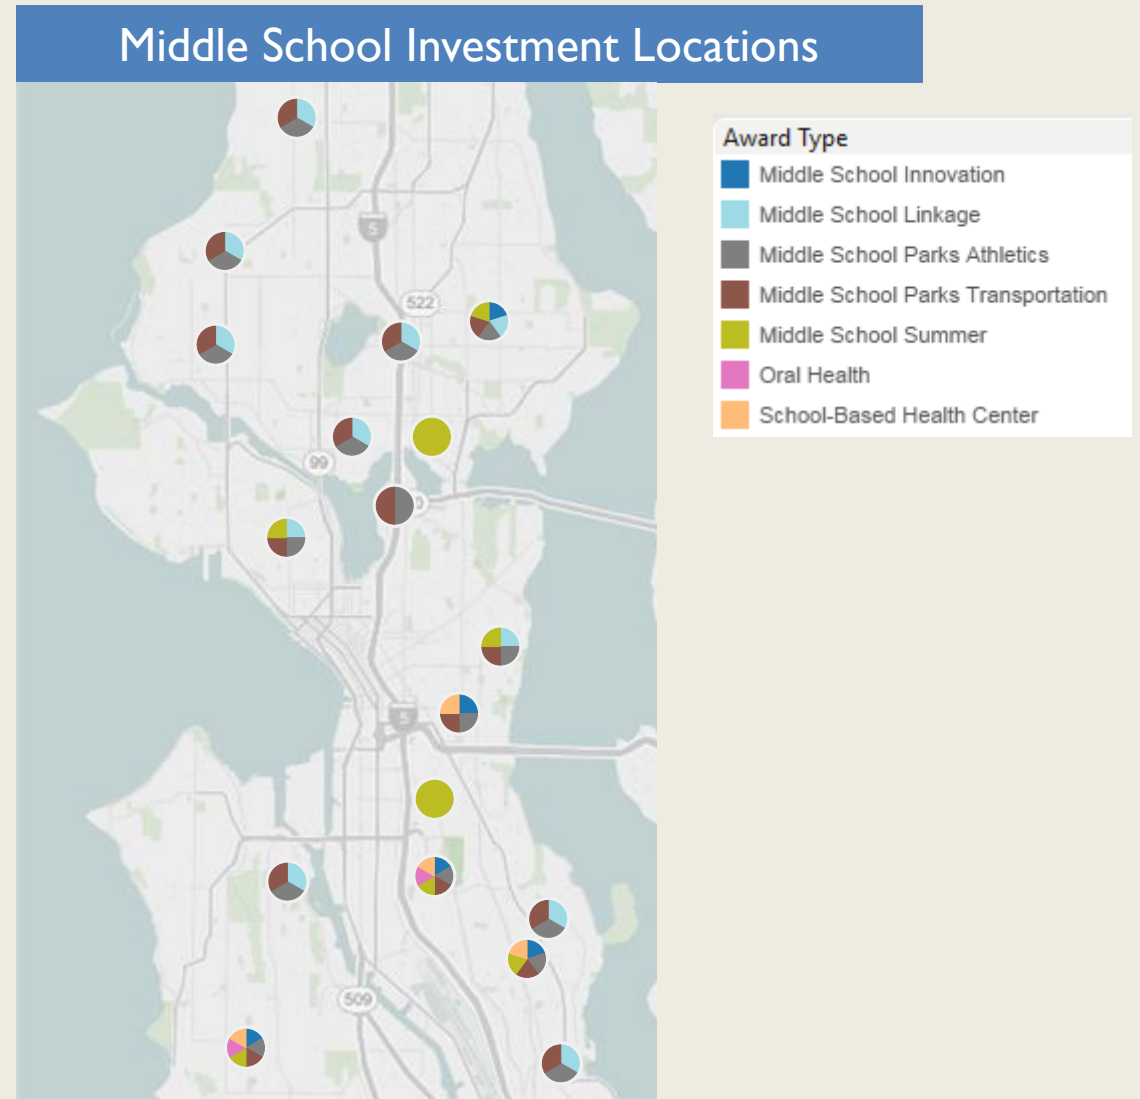 Middle School Investment Locations
Award Type
Middle School Innovation
Middle School Linkage
Middle School Parks Athletics
Middle School Parks Transportation
Middle School Summer
Oral Health
School-Based Health Center
5
522
99
5
509